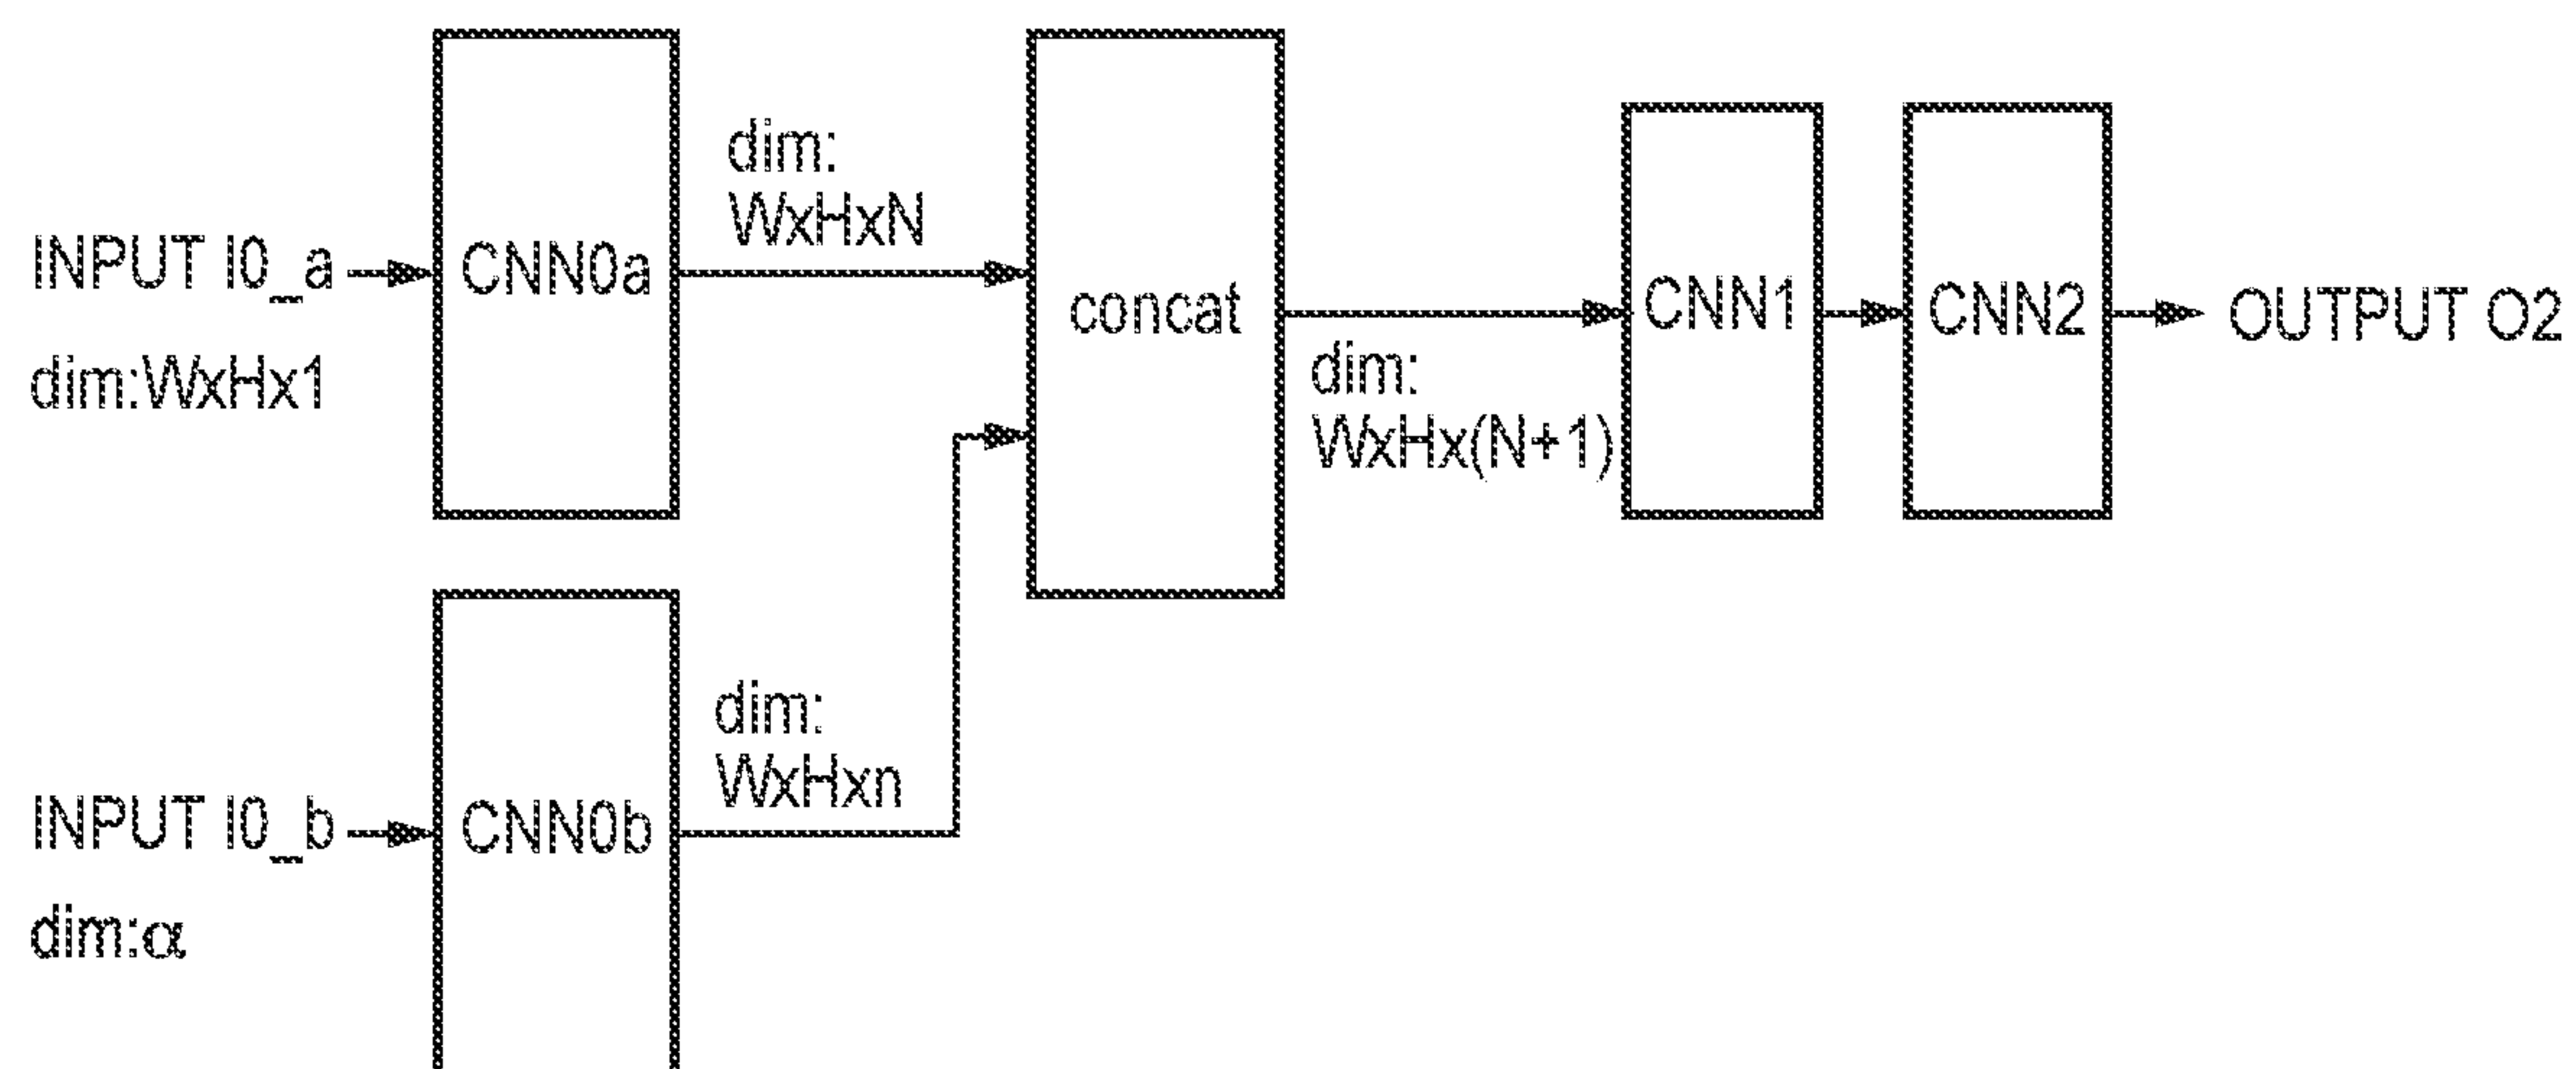 INPUT I0_a
dim:WxHx1
CNN0a
dim:
WxHxN
concat
dim:
WxHx(N+1)
CNN1
CNN2
OUTPUT O2
INPUT I0_b
dim:α
CNN0b
dim:
WxHxn